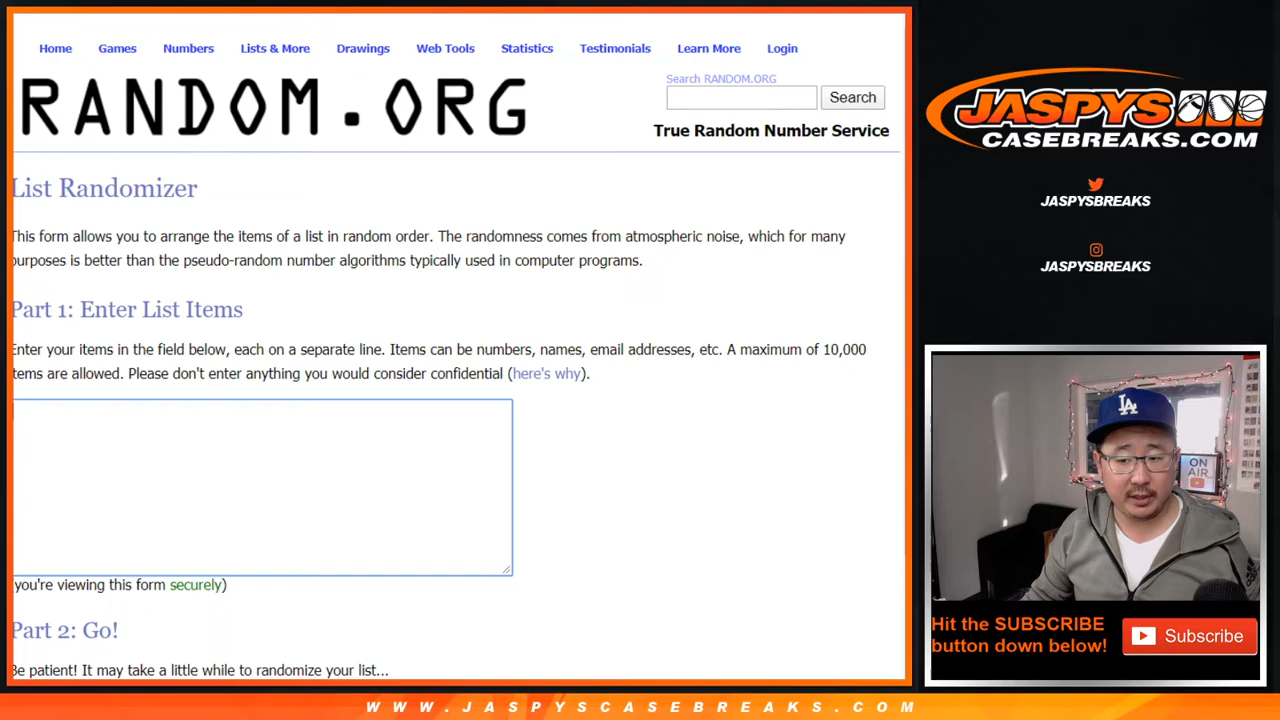 Home Games Numbers Lists & More Drawings Web Tools Statistics Testimonials Learn More Login
RANDOM.ORG
Search RANDOM.ORG
Search
True Random Number Service
List Randomizer
This form allows you to arrange the items of a list in random order. The randomness comes from atmospheric noise, which for many
purposes is better than the pseudo-random number algorithms typically used in computer programs.
Part 1: Enter List Items
Enter your items in the field below, each on a separate line. Items can be numbers, names, email addresses, etc. A maximum of 10,000
items are allowed. Please don't enter anything you would consider confidential (here's why).
you're viewing this form securely)
Part 2: Go!
Be patient! It may take a little while to randomize your list...
JASPYS
CASEBREAKS.COM
JASPYSBREAKS
JASPYSBREAKS
LA
ON
AIR
Hit the SUBSCRIBE
button down below!
Subscribe
WWW.JASPYSCASEBREAKS.COM